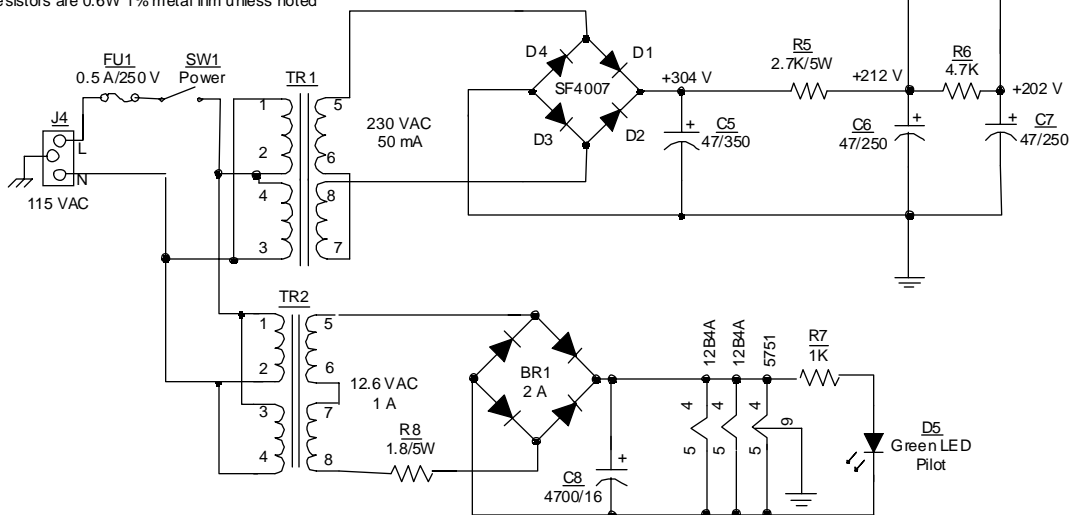 esistors are 0.6W 1% metal film unless noted
FU1
0.5 A/250 V
SW1
Power
TR1
J4
L
N
115 VAC
1
2
4
3
5
6
8
7
230 VAC
50 mA
D4
D1
SF4007
D3
D2
+304 V
+
C5
47/350
R5
2.7K/5W
+212 V
R6
4.7K
+202 V
+
C6
47/250
+
C7
47/250
TR2
1
2
3
4
5
6
7
8
12.6 VAC
1 A
R8
1.8/5W
BR1
2 A
+
C8
4700/16
12B4A
12B4A
5751
4
4
4
5
5
5
9
R7
1K
D5
Green LED
Pilot